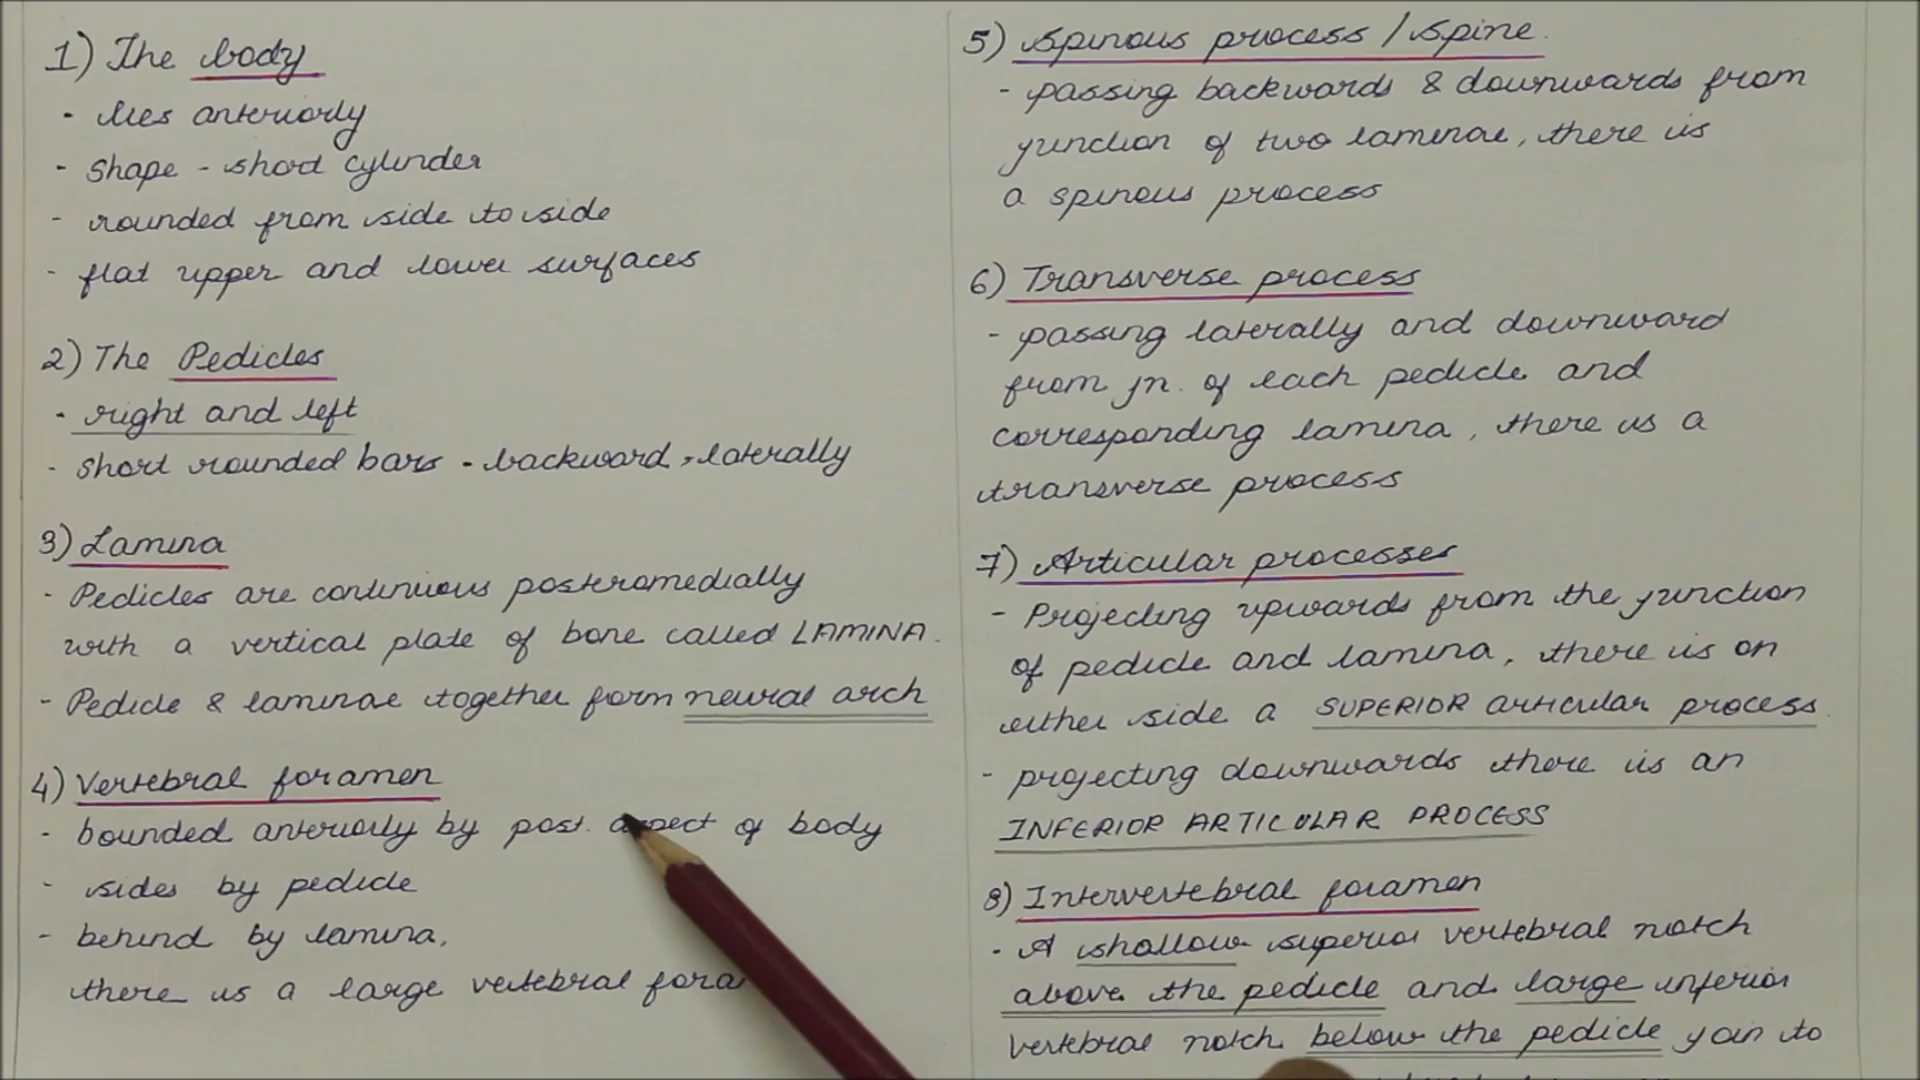 1) The body
- lies anteriorly
- Shape - short cylinder
- rounded from side to side
- flat upper and lower surfaces
2) The Pedicles
- right and left
- short rounded bars - backward, laterally
3) Lamina
- Pedicles are continuous posteromedially
with a vertical plate of bone called LAMINA.
- Pedicle & laminae together form neural arch
4) Vertebral foramen
- bounded anteriorly by post. aspect of body
- sides by pedicle
- behind by lamina,
there is a large vertebral fora
5) Spinous process / Spine.
- passing backwards & downwards from
junction of two laminae, there is
a spinous process
6) Transverse process
- passing laterally and downward
from jn. of each pedicle and
corresponding lamina, there is a
transverse process
7) Articular processes
- Projecting upwards from the junction
of pedicle and lamina, there is on
either side a SUPERIOR articular process.
- projecting downwards there is an
INFERIOR ARTICULAR PROCESS
8) Intervertebral foramen
- A shallow superior vertebral notch
above the pedicle and large inferior
vertebral notch below the pedicle join to